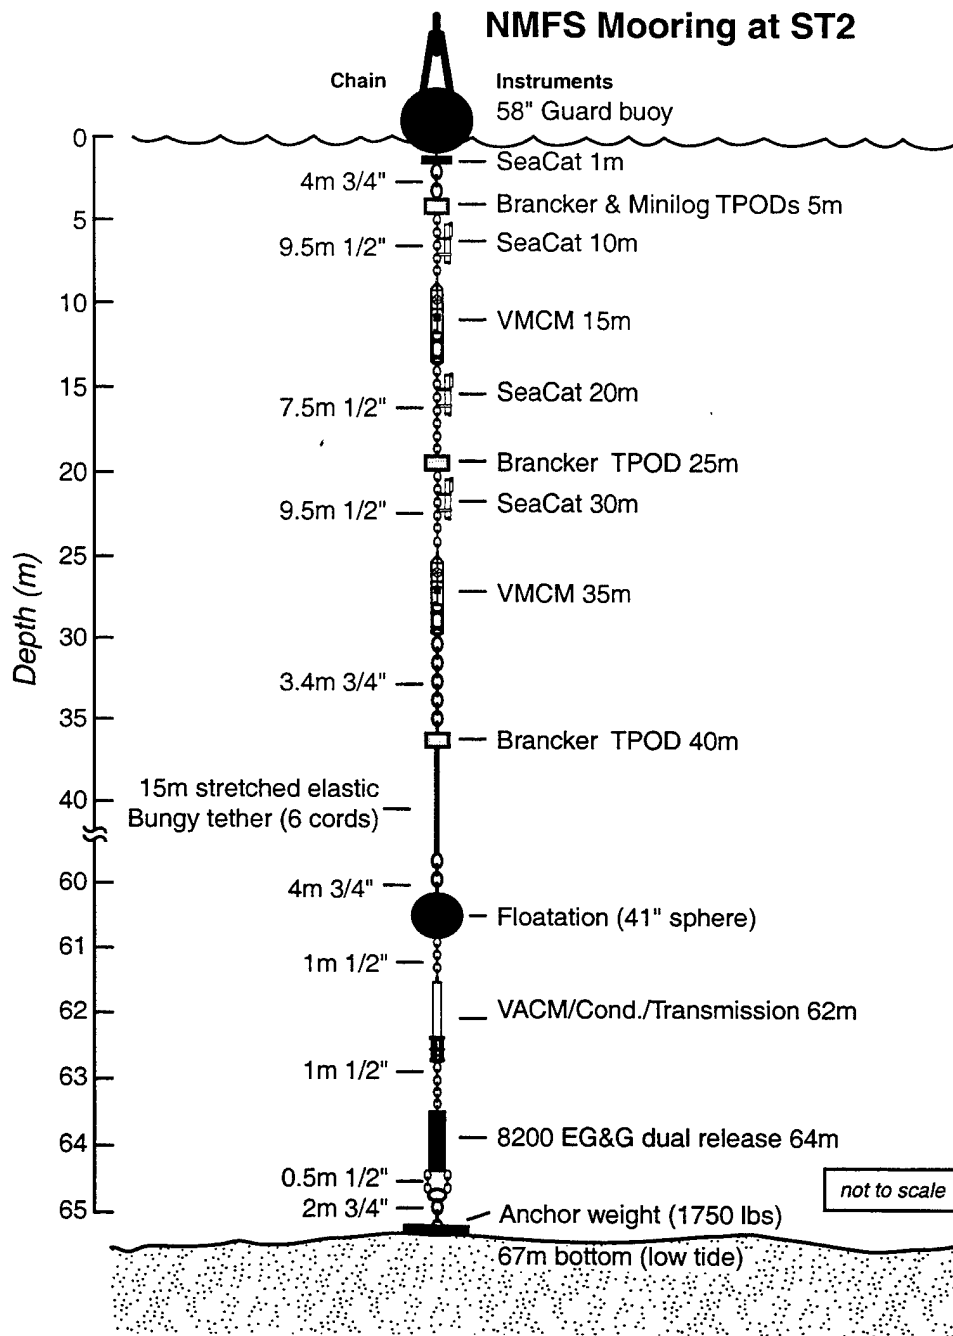 NMFS Mooring at ST2
Chain
Instruments
58" Guard buoy
0
SeaCat 1m
4m 3/4"
Brancker & Minilog TPODs 5m
5
9.5m 1/2"
SeaCat 10m
10
VMCM 15m
15
SeaCat 20m
7.5m 1/2"
Brancker TPOD 25m
20
SeaCat 30m
9.5m 1/2"
25
VMCM 35m
Depth (m)
30
3.4m 3/4"
35
Brancker TPOD 40m
15m stretched elastic
40
Bungy tether (6 cords)
60
4m 3/4"
Floatation (41" sphere)
61
1m 1/2"
62
VACM/Cond./Transmission 62m
63
1m 1/2"
64
8200 EG&G dual release 64m
0.5m 1/2"
not to scale
2m 3/4"
65
Anchor weight (1750 lbs)
67m bottom (low tide)